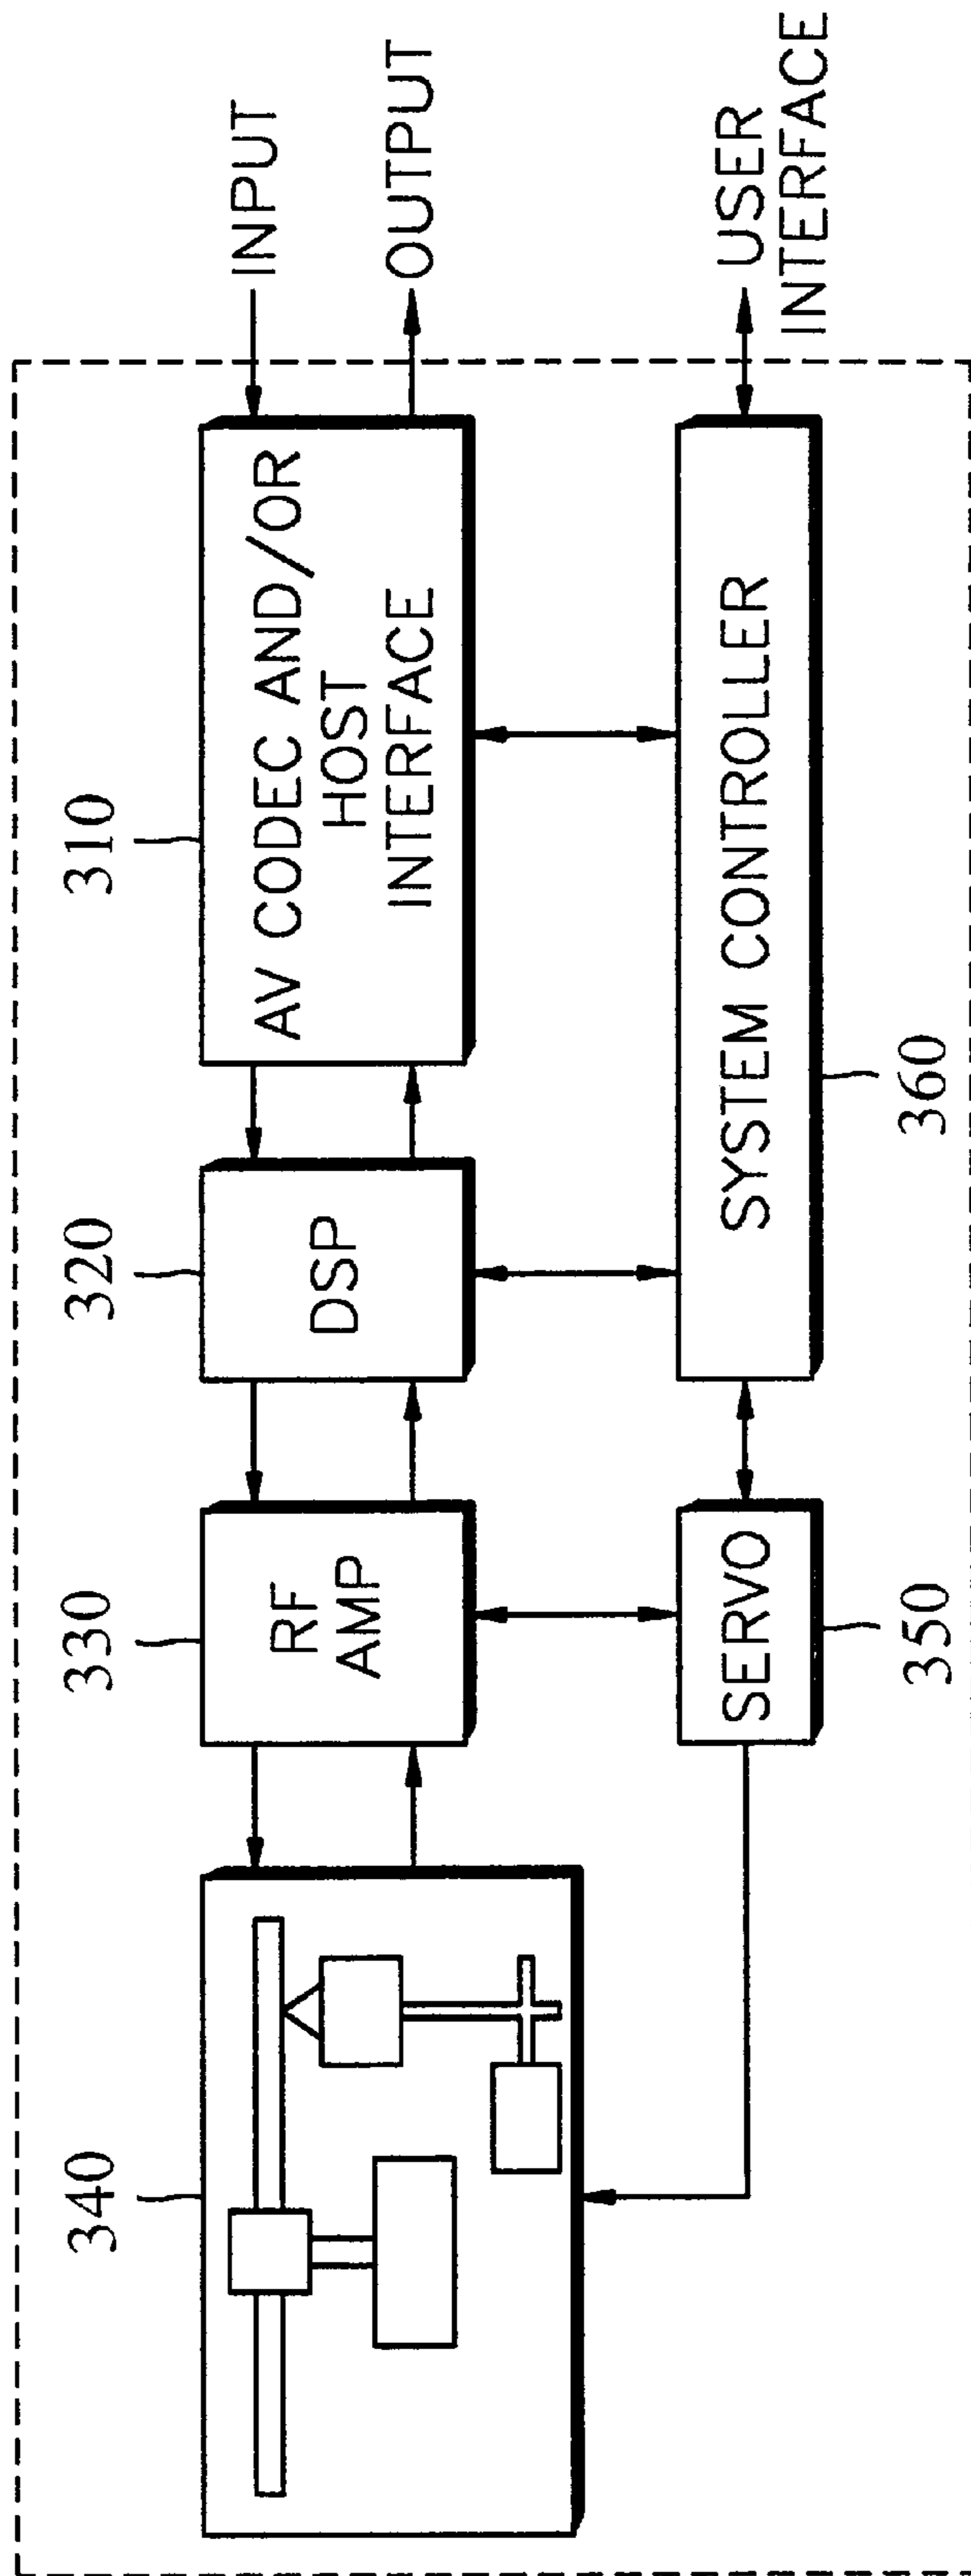 340
330
320
310
RF
AMP
DSP
AV CODEC AND/OR
HOST
INTERFACE
INPUT
OUTPUT
SERVO
SYSTEM CONTROLLER
USER
INTERFACE
350
360